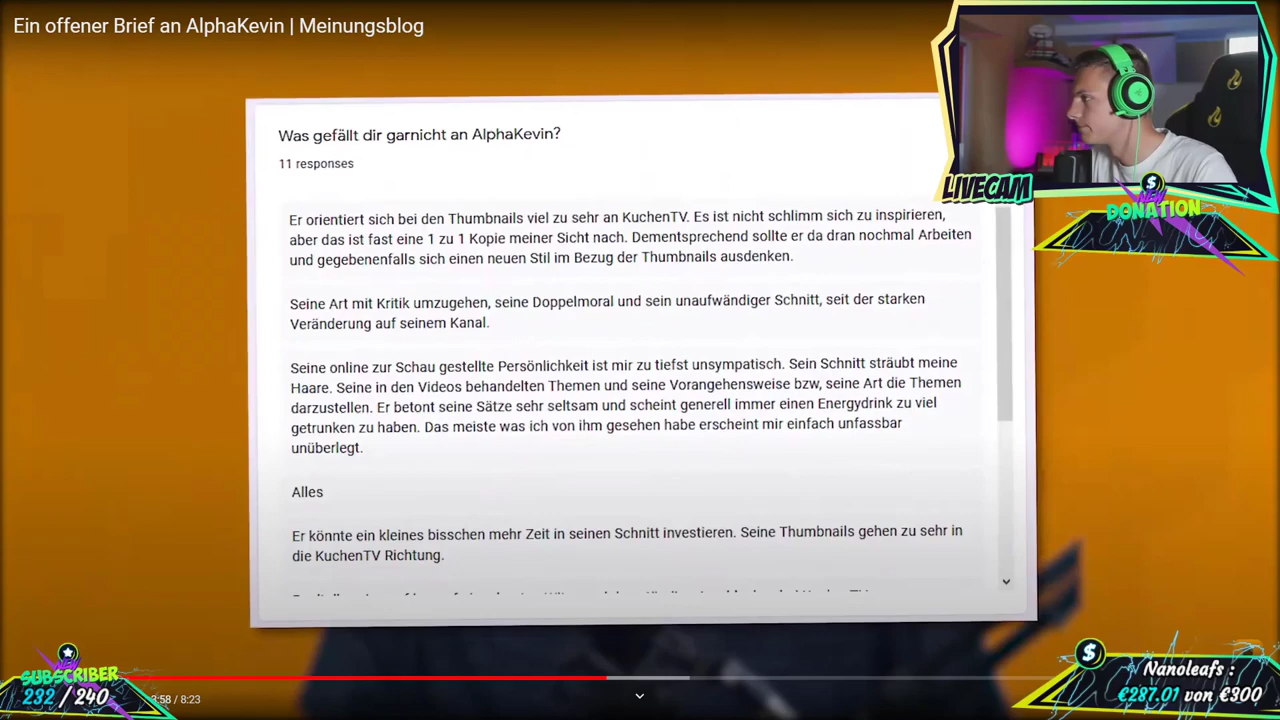 Ein offener Brief an AlphaKevin | Meinungsblog
Was gefällt dir garnicht an AlphaKevin?
11 responses
Er orientiert sich bei den Thumbnails viel zu sehr an KuchenTV. Es ist nicht schlimm sich zu inspirieren,
aber das ist fast eine 1 zu 1 Kopie meiner Sicht nach. Dementsprechend sollte er da dran nochmal Arbeiten
und gegebenenfalls sich einen neuen Stil im Bezug der Thumbnails ausdenken.
Seine Art mit Kritik umzugehen, seine Doppelmoral und sein unaufwändiger Schnitt, seit der starken
Veränderung auf seinem Kanal.
Seine online zur Schau gestellte Persönlichkeit ist mir zu tiefst unsympatisch. Sein Schnitt sträubt meine
Haare. Seine in den Videos behandelten Themen und seine Vorangehensweise bzw, seine Art die Themen
darzustellen. Er betont seine Sätze sehr seltsam und scheint generell immer einen Energydrink zu viel
getrunken zu haben. Das meiste was ich von ihm gesehen habe erscheint mir einfach unfassbar
unüberlegt.
Alles
Er könnte ein kleines bisschen mehr Zeit in seinen Schnitt investieren. Seine Thumbnails gehen zu sehr in
die KuchenTV Richtung.
LIVECAM
$
NEW
DONATION
NEW
SUBSCRIBER
232 / 240
3:58 / 8:23
$
Nanoleafs :
€287.01 von €300